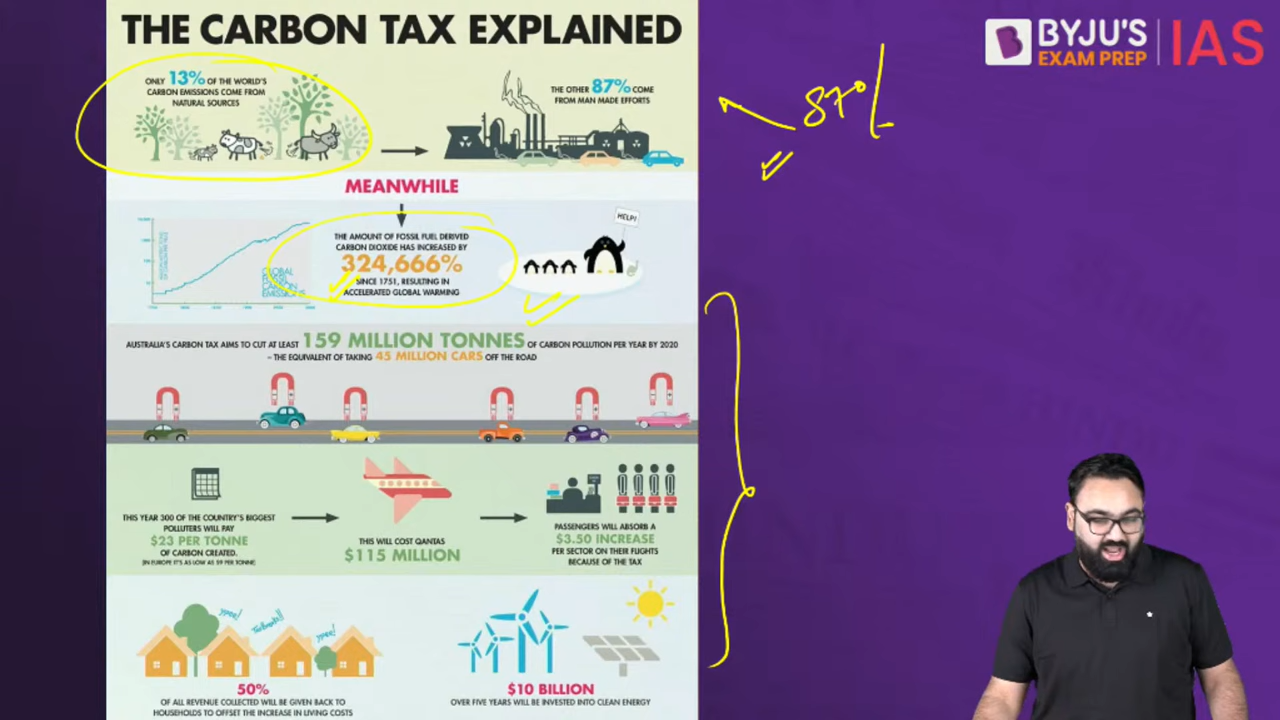 THE CARBON TAX EXPLAINED
BYJU'S
EXAM PREP
IAS
ONLY 13% OF THE WORLD'S
CARBON EMISSIONS COME FROM
NATURAL SOURCES
THE OTHER 87% COME
FROM MAN MADE EFFORTS
87%
MEANWHILE
THE AMOUNT OF FOSSIL FUEL DERIVED
CARBON DIOXIDE HAS INCREASED BY
324,666%
SINCE 1751, RESULTING IN
ACCELERATED GLOBAL WARMING
HELP!
GLOBAL
FOSSIL
CARBON
EMISSIONS
AUSTRALIA'S CARBON TAX AIMS TO CUT AT LEAST 159 MILLION TONNES OF CARBON POLLUTION PER YEAR BY 2020
– THE EQUIVALENT OF TAKING 45 MILLION CARS OFF THE ROAD
THIS YEAR 300 OF THE COUNTRY'S BIGGEST
POLLUTERS WILL PAY
$23 PER TONNE
OF CARBON CREATED.
(IN EUROPE IT'S AS LOW AS $9 PER TONNE)
THIS WILL COST QANTAS
$115 MILLION
PASSENGERS WILL ABSORB A
$3.50 INCREASE
PER SECTOR ON THEIR FLIGHTS
BECAUSE OF THE TAX
50%
OF ALL REVENUE COLLECTED WILL BE GIVEN BACK TO
HOUSEHOLDS TO OFFSET THE INCREASE IN LIVING COSTS
$10 BILLION
OVER FIVE YEARS WILL BE INVESTED INTO CLEAN ENERGY